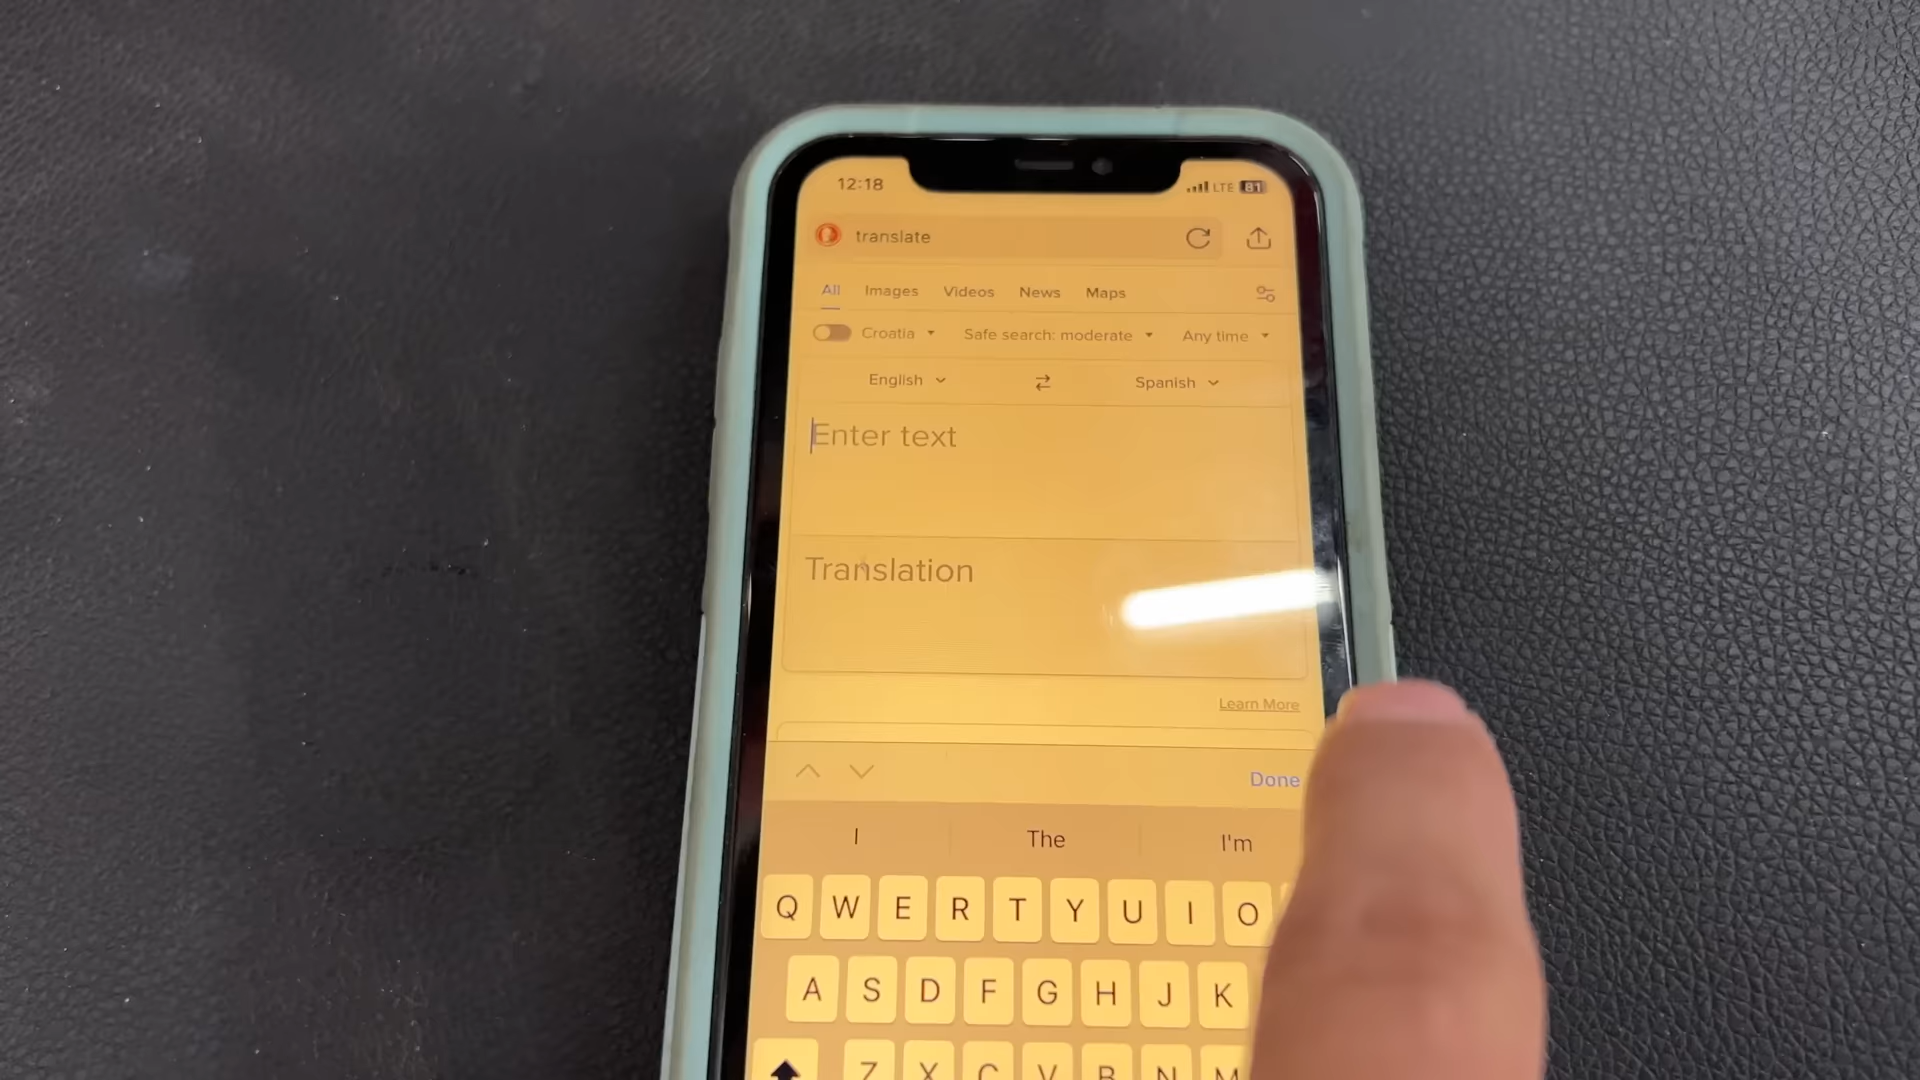 12:18 LTE 81
translate
All Images Videos News Maps
Croatia Safe search: moderate Any time
English Spanish
Enter text
Translation
Learn More
Done
I The I'm
Q W E R T Y U I O
A S D F G H J K
Z X C V B N M